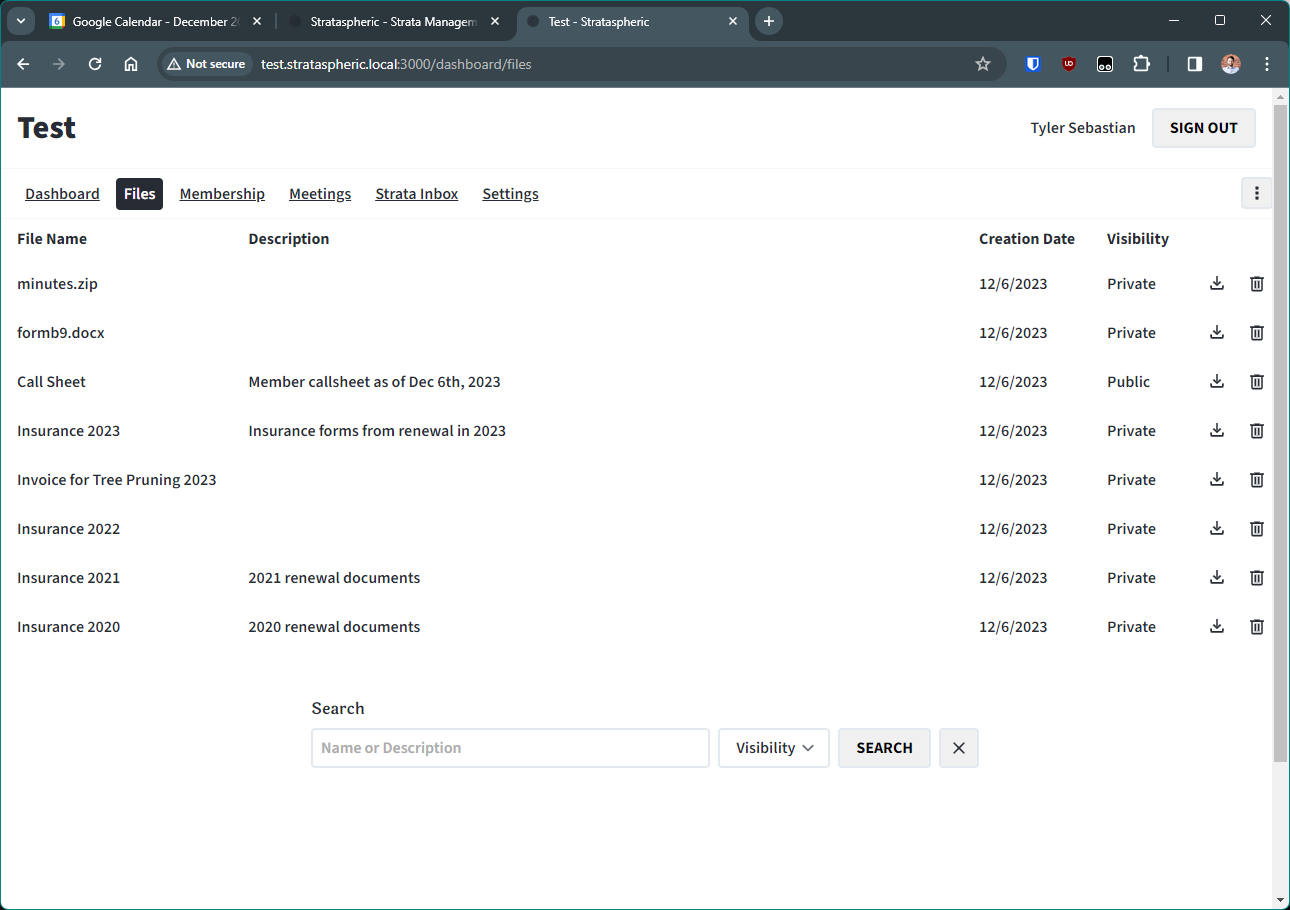 Google Calendar - December 20
Strataspheric - Strata Managem
Test - Strataspheric
Not secure
test.strataspheric.local:3000/dashboard/files
Test
Tyler Sebastian
SIGN OUT
Dashboard Files Membership Meetings Strata Inbox Settings
File Name Description Creation Date Visibility
minutes.zip 12/6/2023 Private
formb9.docx 12/6/2023 Private
Call Sheet Member callsheet as of Dec 6th, 2023 12/6/2023 Public
Insurance 2023 Insurance forms from renewal in 2023 12/6/2023 Private
Invoice for Tree Pruning 2023 12/6/2023 Private
Insurance 2022 12/6/2023 Private
Insurance 2021 2021 renewal documents 12/6/2023 Private
Insurance 2020 2020 renewal documents 12/6/2023 Private
Search
Name or Description Visibility SEARCH